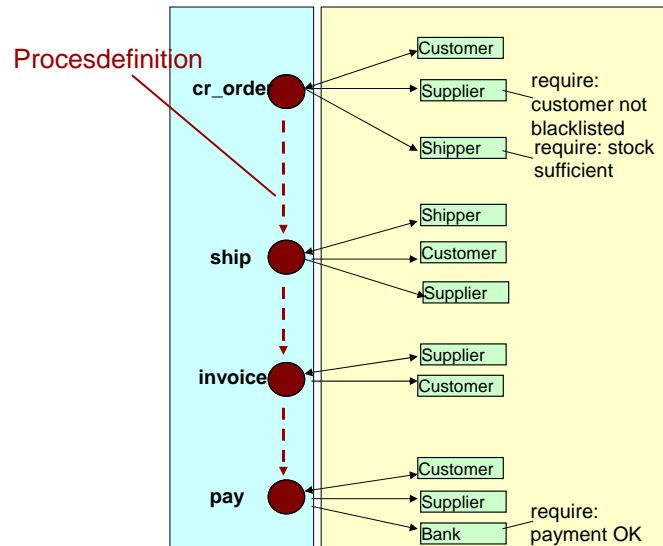 Procesdefinition
cr_order
Customer
Supplier
Shipper
require:
customer not
blacklisted
require: stock
sufficient
ship
Shipper
Customer
Supplier
invoice
Supplier
Customer
pay
Customer
Supplier
Bank
require:
payment OK